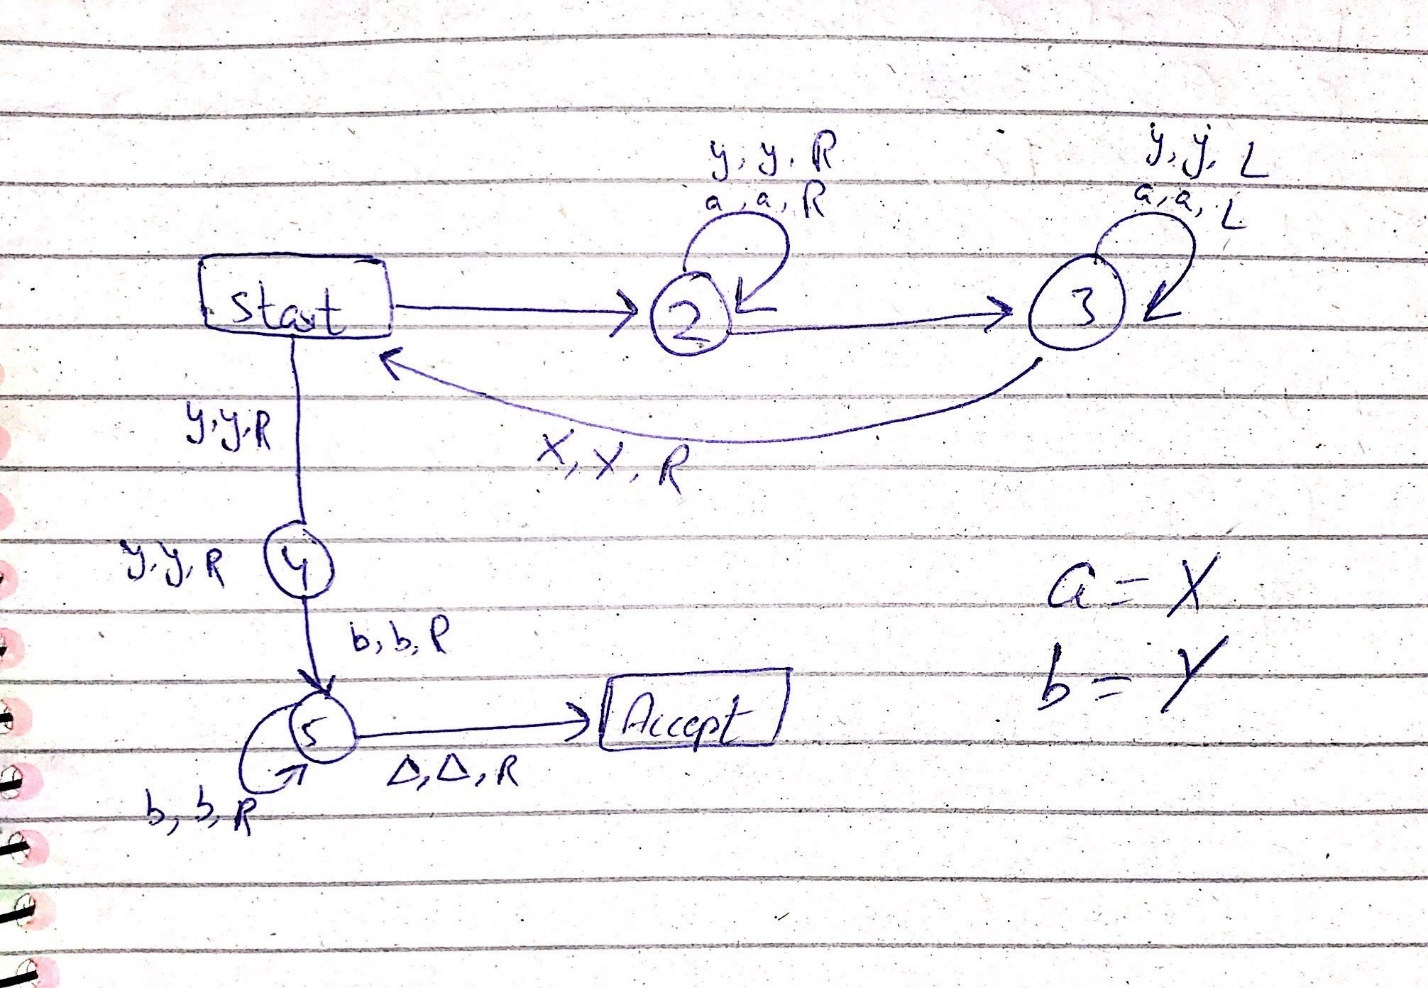 y, y, R
a, a, R
y, y, L
a, a, L
start
2
3
y, y, R
X, X, R
y, y, R
4
b, b, R
a = X
b = Y
5
Accept
Δ, Δ, R
b, b, R